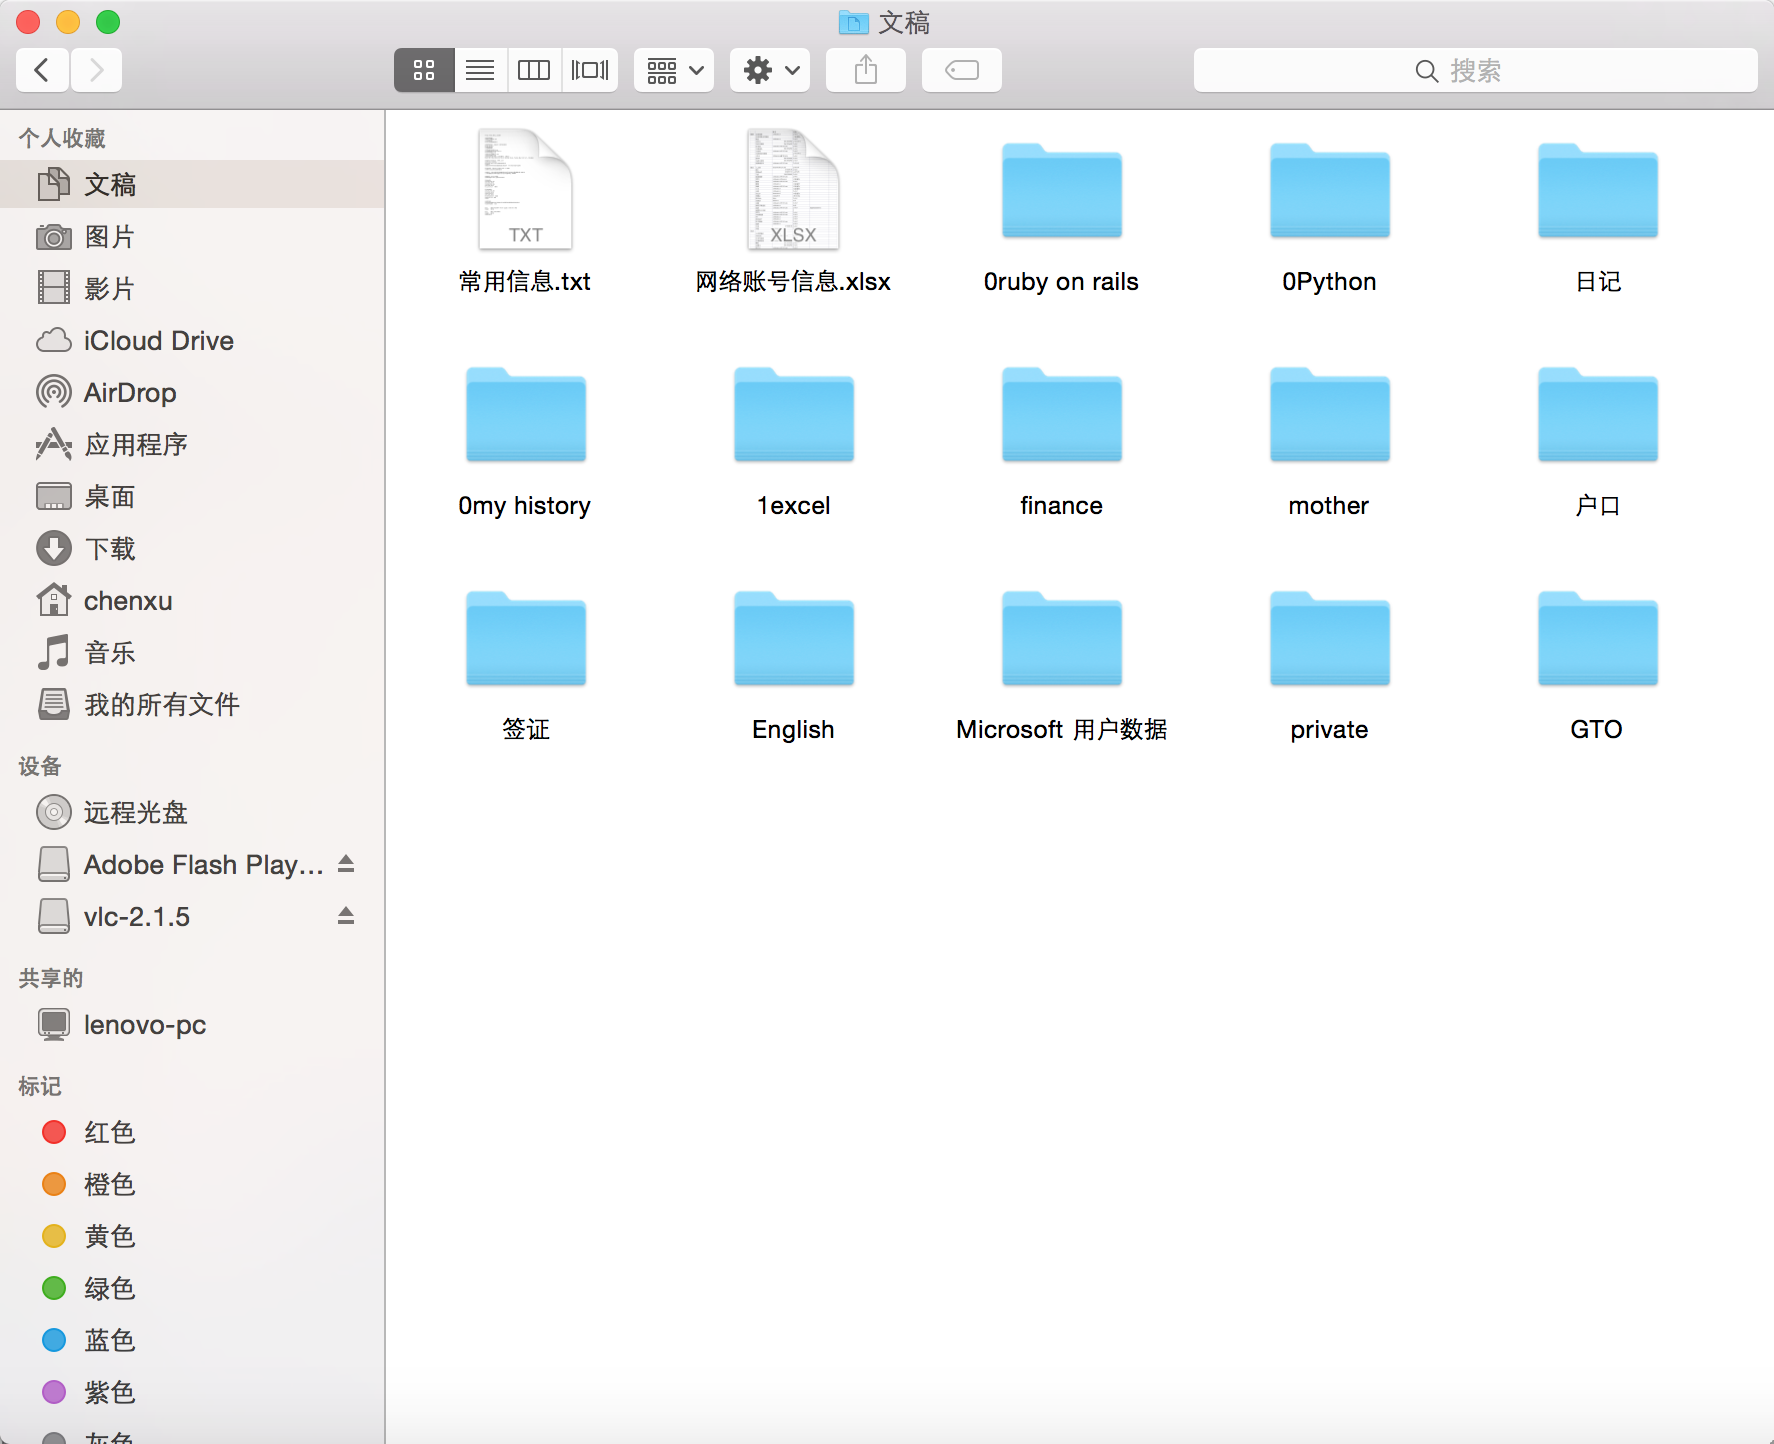 文稿
搜索
个人收藏
文稿
图片
影片
iCloud Drive
AirDrop
应用程序
桌面
下载
chenxu
音乐
我的所有文件
设备
远程光盘
Adobe Flash Play...
vlc-2.1.5
共享的
lenovo-pc
标记
红色
橙色
黄色
绿色
蓝色
紫色
灰色
TXT
XLSX
常用信息.txt
网络账号信息.xlsx
0ruby on rails
0Python
日记
0my history
1excel
finance
mother
户口
签证
English
Microsoft 用户数据
private
GTO